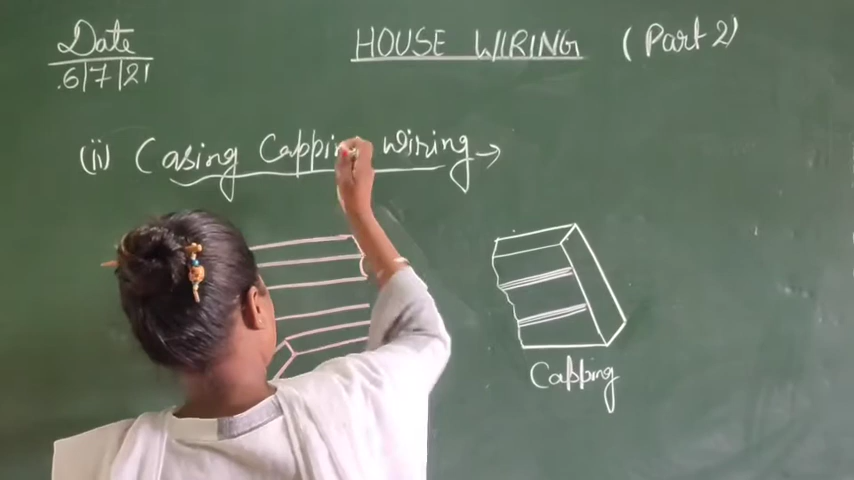 Date
6/7/21
HOUSE WIRING (Part 2)
(ii) Casing Capping Wiring →
Capping